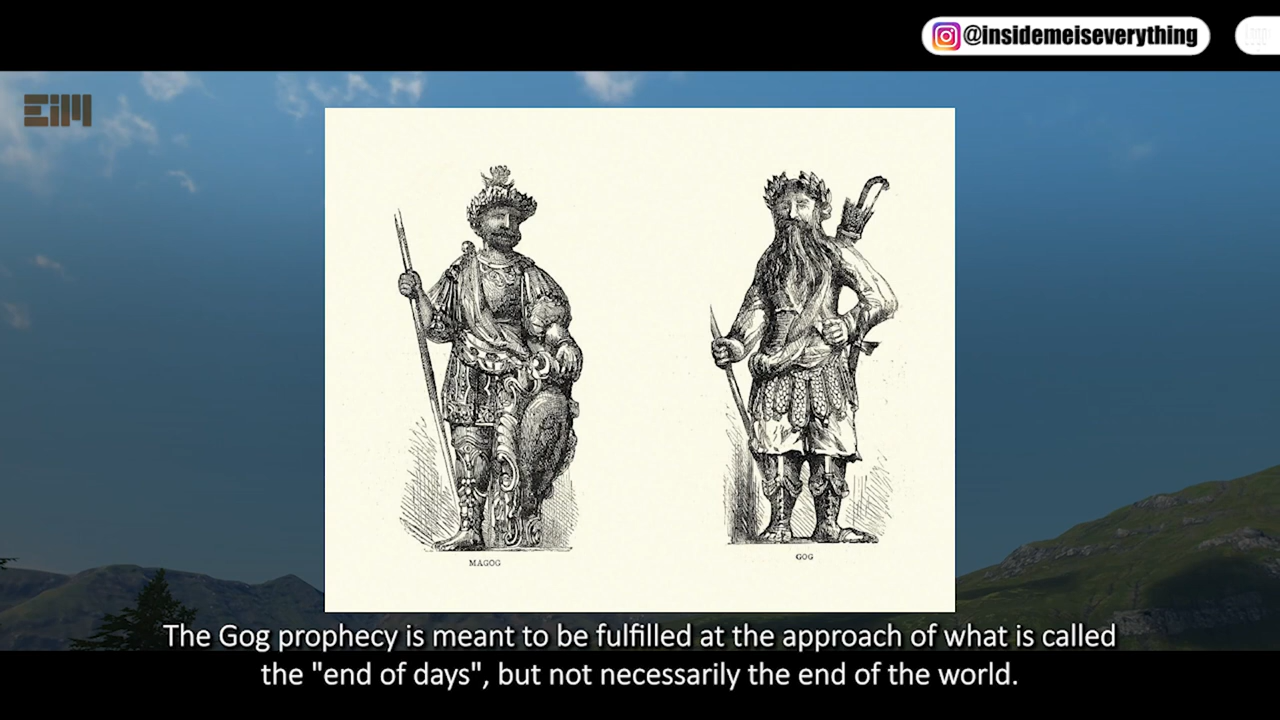 @insidemeiseverything
EIM
MAGOG
GOG
The Gog prophecy is meant to be fulfilled at the approach of what is called
the "end of days", but not necessarily the end of the world.